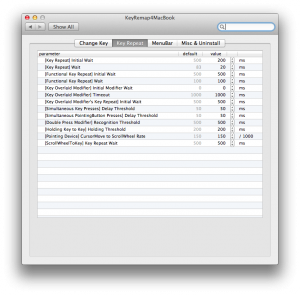 KeyRemap4MacBook
Show All
Change Key Key Repeat MenuBar Misc & Uninstall
parameter default value
[Key Repeat] Initial Wait 500 200 ms
[Key Repeat] Wait 83 20 ms
[Functional Key Repeat] Initial Wait 500 500 ms
[Functional Key Repeat] Wait 100 100 ms
[Key Overlaid Modifier] Initial Modifier Wait 0 0 ms
[Key Overlaid Modifier] Timeout 1000 1000 ms
[Key Overlaid Modifier's Key Repeat] Initial Wait 500 500 ms
[Simultaneous Key Presses] Delay Threshold 50 50 ms
[Simultaneous PointingButton Presses] Delay Threshold 50 50 ms
[Double Press Modifier] Recognition Threshold 500 500 ms
[Holding Key to Key] Holding Threshold 200 200 ms
[Pointing Device] CursorMove to ScrollWheel Rate 150 150 / 1000
[ScrollWheelToKey] Key Repeat Wait 500 500 ms